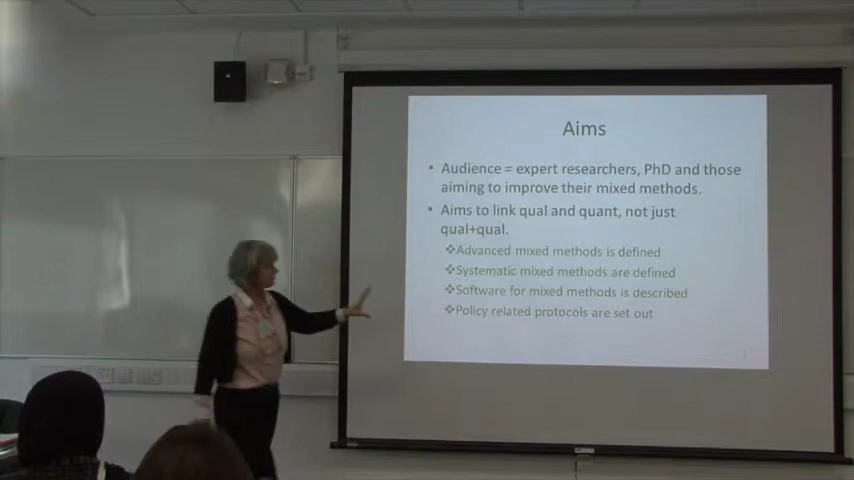 Aims
• Audience = expert researchers, PhD and those
aiming to improve their mixed methods.
• Aims to link qual and quant, not just
qual+qual.
❖Advanced mixed methods is defined
❖Systematic mixed methods are defined
❖Software for mixed methods is described
❖Policy related protocols are set out